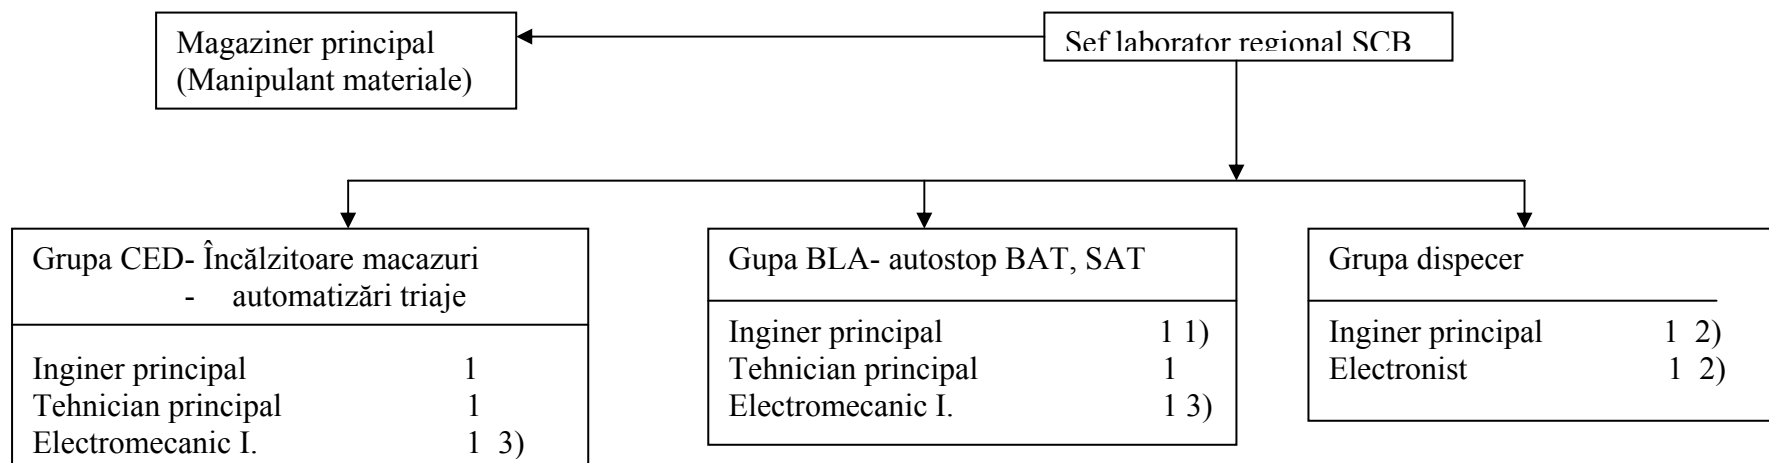 Magaziner principal
(Manipulant materiale)
Sef laborator regional SCB
Grupa CED- Încălzitoare macazuri
- automatizări triaje
Inginer principal 1
Tehnician principal 1
Electromecanic I. 1 3)
Gupa BLA- autostop BAT, SAT
Inginer principal 1 1)
Tehnician principal 1
Electromecanic I. 1 3)
Grupa dispecer
Inginer principal 1 2)
Electronist 1 2)